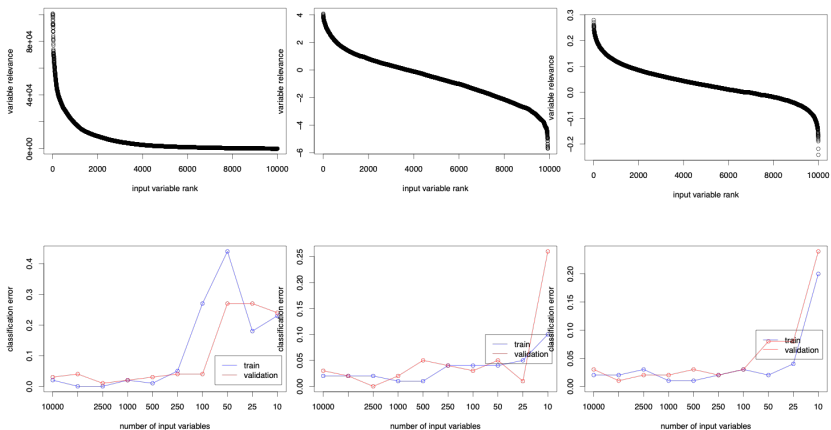 variable relevance
0e+00 4e+04 8e+04
0 2000 4000 6000 8000 10000
input variable rank
variable relevance
-6 -4 -2 0 2 4
0 2000 4000 6000 8000 10000
input variable rank
variable relevance
-0.2 -0.1 0.0 0.1 0.2 0.3
0 2000 4000 6000 8000 10000
input variable rank
classification error
0.0 0.1 0.2 0.3 0.4
train
validation
10000 2500 1000 500 250 100 50 25 10
number of input variables
classification error
0.00 0.05 0.10 0.15 0.20 0.25
train
validation
10000 2500 1000 500 250 100 50 25 10
number of input variables
classification error
0.00 0.05 0.10 0.15 0.20
train
validation
10000 2500 1000 500 250 100 50 25 10
number of input variables